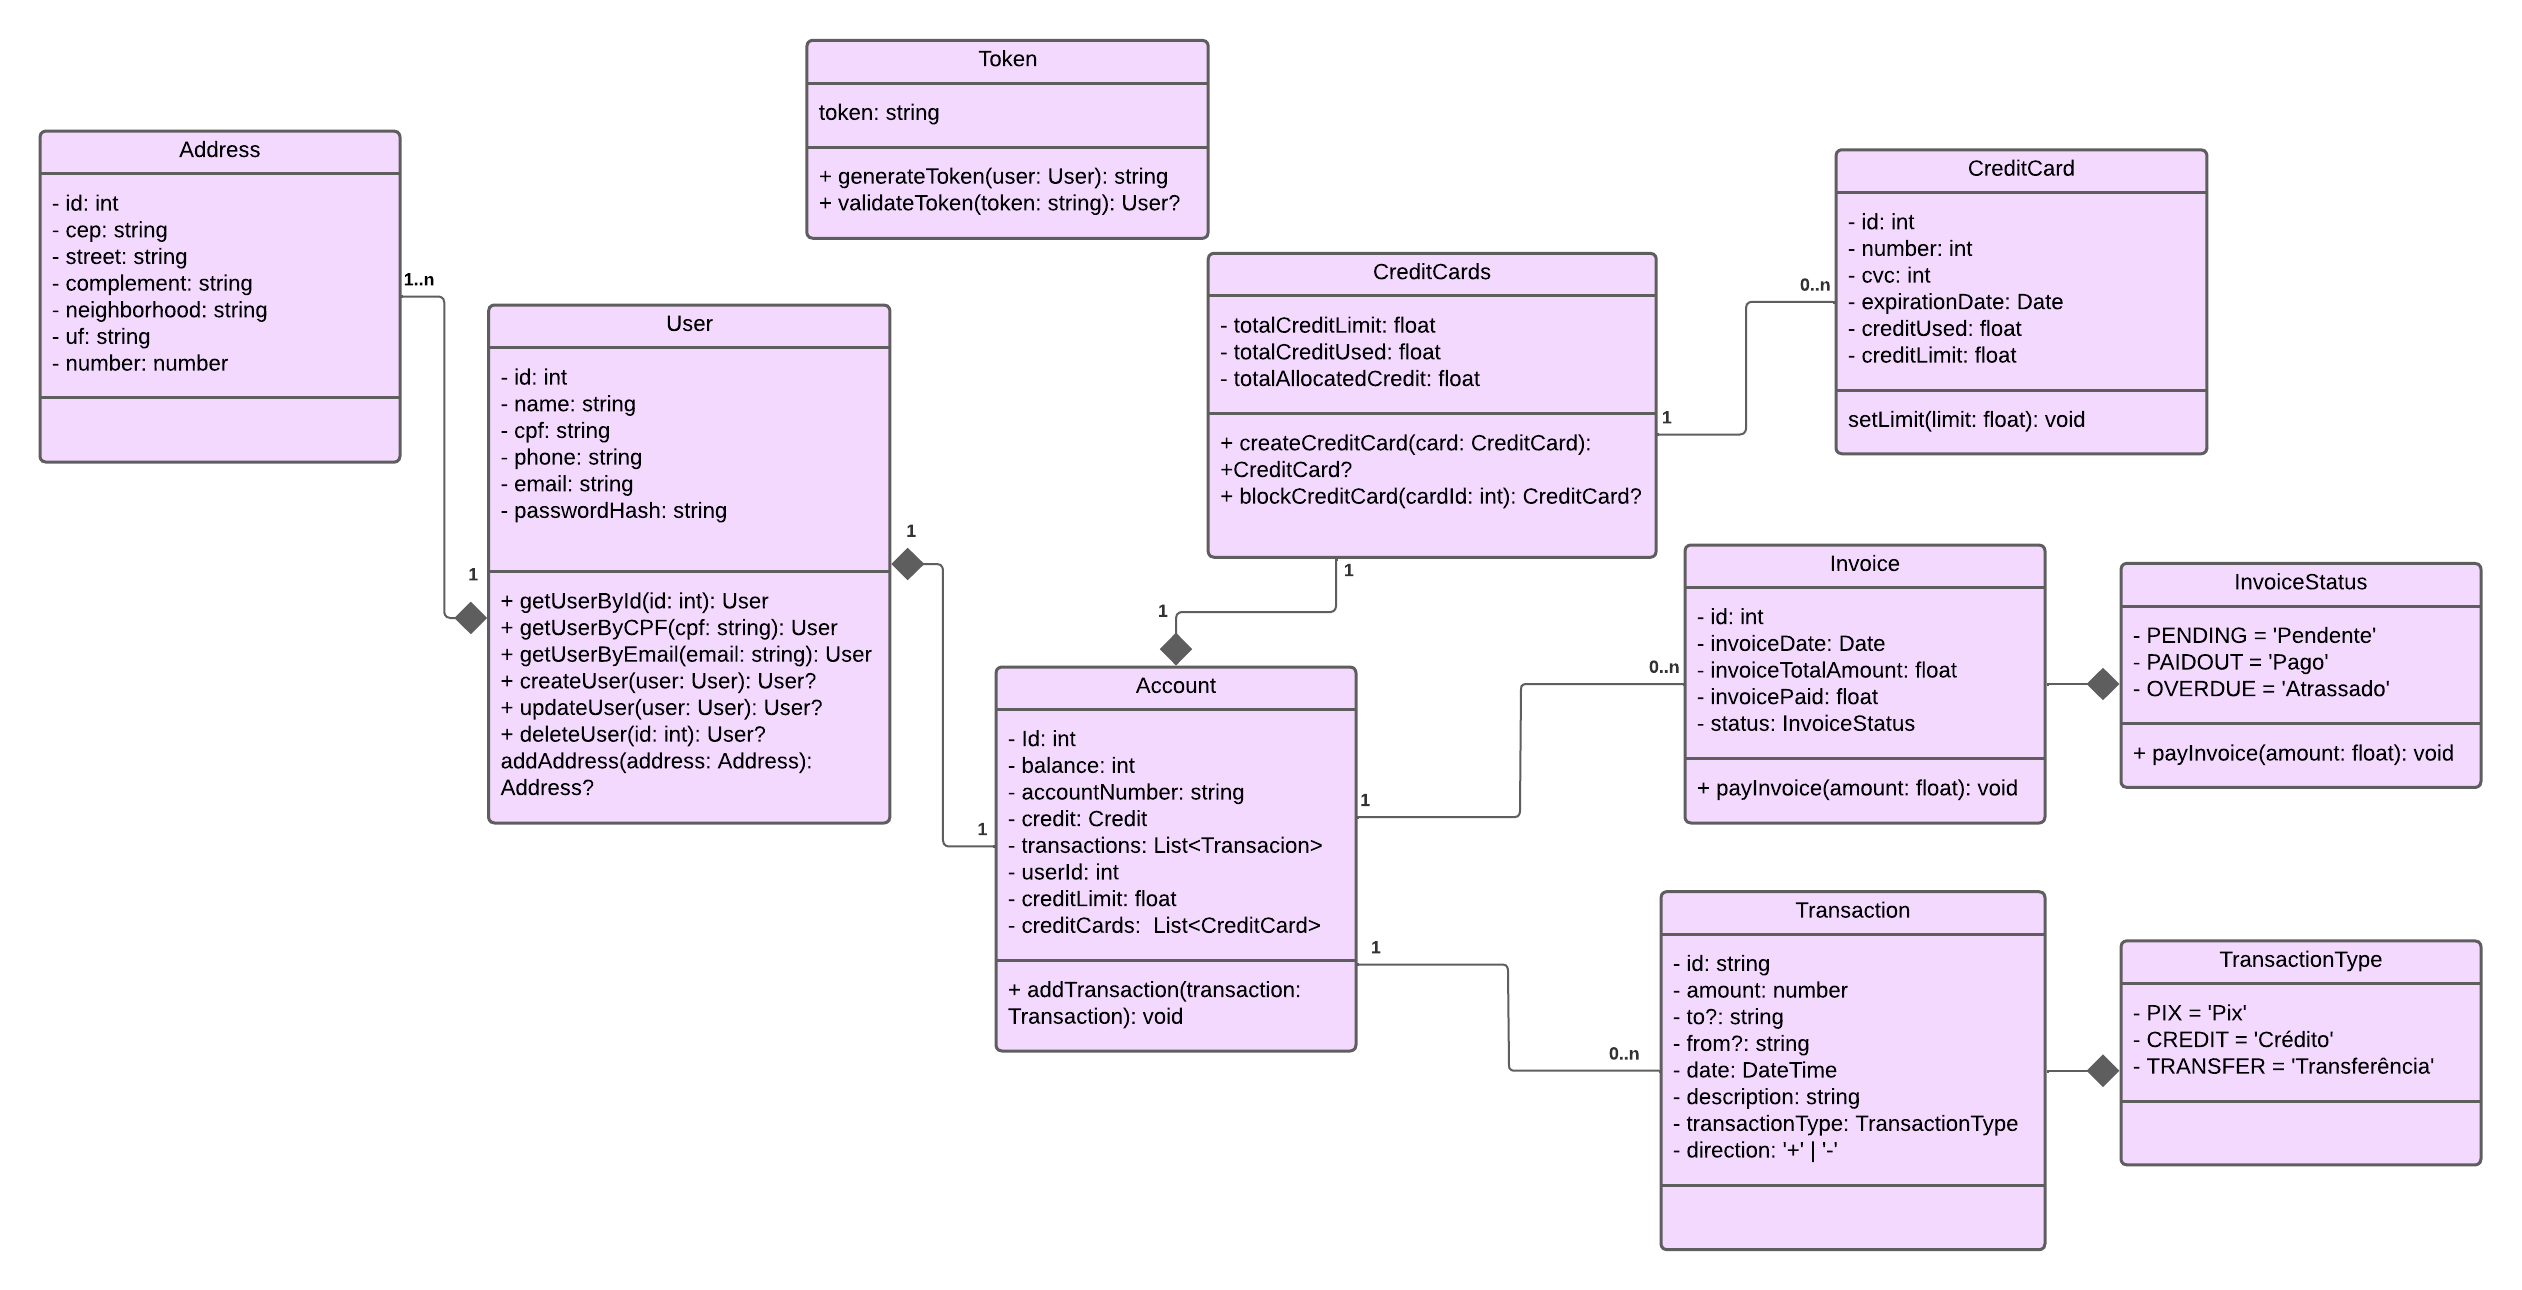 Token
token: string
+ generateToken(user: User): string
+ validateToken(token: string): User?
Address
- id: int
- cep: string
- street: string
- complement: string
- neighborhood: string
- uf: string
- number: number
1..n
1
User
- id: int
- name: string
- cpf: string
- phone: string
- email: string
- passwordHash: string
+ getUserById(id: int): User
+ getUserByCPF(cpf: string): User
+ getUserByEmail(email: string): User
+ createUser(user: User): User?
+ updateUser(user: User): User?
+ deleteUser(id: int): User?
addAddress(address: Address):
Address?
1
1
CreditCards
- totalCreditLimit: float
- totalCreditUsed: float
- totalAllocatedCredit: float
+ createCreditCard(card: CreditCard):
+CreditCard?
+ blockCreditCard(cardId: int): CreditCard?
1
0..n
1
1
CreditCard
- id: int
- number: int
- cvc: int
- expirationDate: Date
- creditUsed: float
- creditLimit: float
setLimit(limit: float): void
Account
- Id: int
- balance: int
- accountNumber: string
- credit: Credit
- transactions: List<Transacion>
- userId: int
- creditLimit: float
- creditCards:  List<CreditCard>
+ addTransaction(transaction:
Transaction): void
1
0..n
1
0..n
Invoice
- id: int
- invoiceDate: Date
- invoiceTotalAmount: float
- invoicePaid: float
- status: InvoiceStatus
+ payInvoice(amount: float): void
InvoiceStatus
- PENDING = 'Pendente'
- PAIDOUT = 'Pago'
- OVERDUE = 'Atrassado'
+ payInvoice(amount: float): void
Transaction
- id: string
- amount: number
- to?: string
- from?: string
- date: DateTime
- description: string
- transactionType: TransactionType
- direction: '+' | '-'
TransactionType
- PIX = 'Pix'
- CREDIT = 'Crédito'
- TRANSFER = 'Transferência'